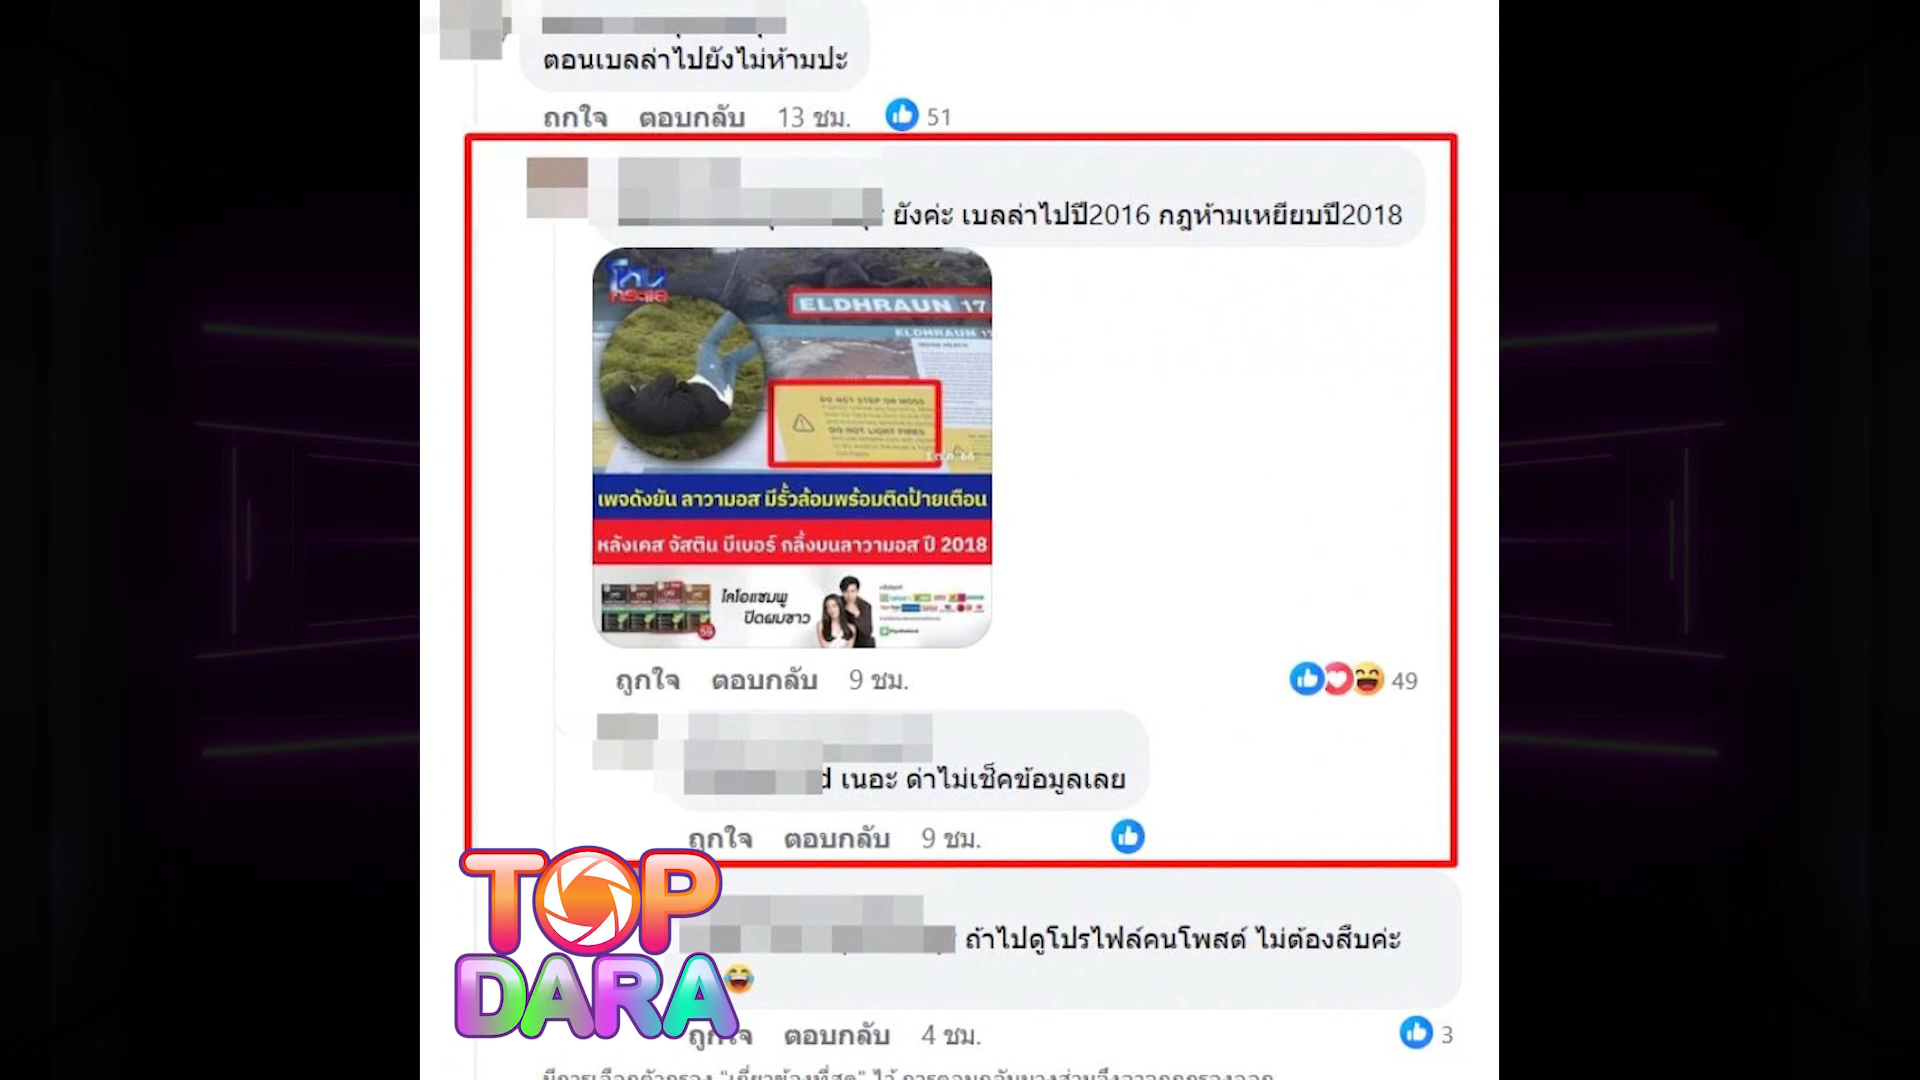 ตอนเบลล่าไปยังไม่ห้ามปะ
ถูกใจ ตอบกลับ 13 ชม. 51
ยังค่ะ เบลล่าไปปี2016 กฎห้ามเหยียบปี2018
ELDHRAUN 17
ELDHRAUN 17
DO NOT STEP ON MOSS
DO NOT LIGHT FIRES
เพจดังยัน ลาวามอส มีรั้วล้อมพร้อมติดป้ายเตือน
หลังเคส จัสติน บีเบอร์ กลิ้งบนลาวามอส ปี 2018
ไลโอแชมพู
ปิดผมขาว
59
ถูกใจ ตอบกลับ 9 ชม. 49
d เนอะ ด่าไม่เช็คข้อมูลเลย
ถูกใจ ตอบกลับ 9 ชม.
ถ้าไปดูโปรไฟล์คนโพสต์ ไม่ต้องสืบค่ะ
ถูกใจ ตอบกลับ 4 ชม. 3
TOP
DARA